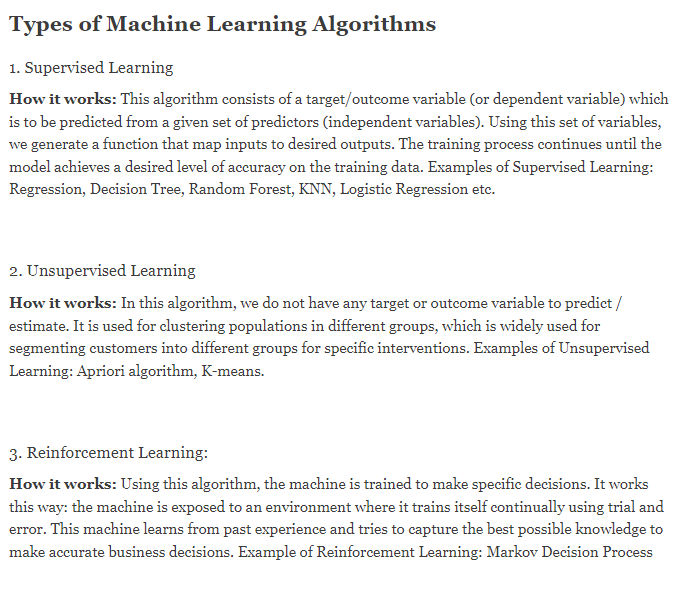 Types of Machine Learning Algorithms
1. Supervised Learning
How it works: This algorithm consists of a target/outcome variable (or dependent variable) which
is to be predicted from a given set of predictors (independent variables). Using this set of variables,
we generate a function that map inputs to desired outputs. The training process continues until the
model achieves a desired level of accuracy on the training data. Examples of Supervised Learning:
Regression, Decision Tree, Random Forest, KNN, Logistic Regression etc.
2. Unsupervised Learning
How it works: In this algorithm, we do not have any target or outcome variable to predict /
estimate. It is used for clustering populations in different groups, which is widely used for
segmenting customers into different groups for specific interventions. Examples of Unsupervised
Learning: Apriori algorithm, K-means.
3. Reinforcement Learning:
How it works: Using this algorithm, the machine is trained to make specific decisions. It works
this way: the machine is exposed to an environment where it trains itself continually using trial and
error. This machine learns from past experience and tries to capture the best possible knowledge to
make accurate business decisions. Example of Reinforcement Learning: Markov Decision Process